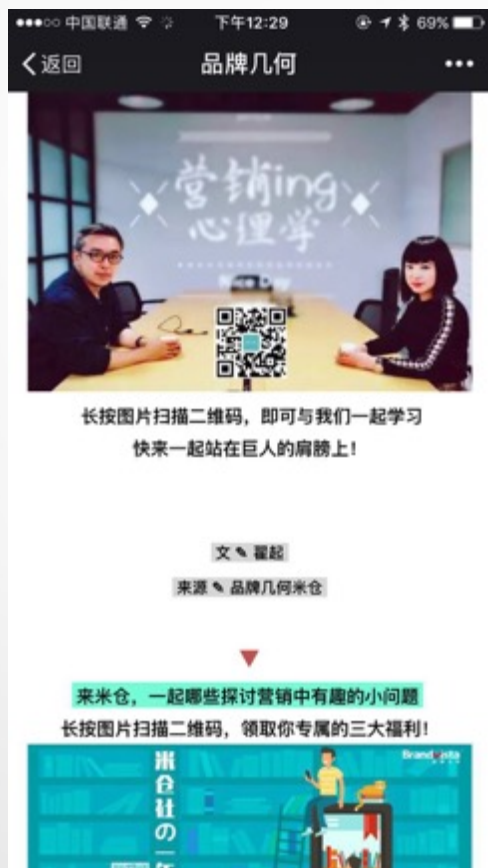 中国联通 下午12:29 69%
返回 品牌几何
营销ing
心理学
Nice Day
长按图片扫描二维码，即可与我们一起学习
快来一起站在巨人的肩膀上！
文 ✎ 翟起
来源 ✎ 品牌几何米仓
来米仓，一起哪些探讨营销中有趣的小问题
长按图片扫描二维码，领取你专属的三大福利！
米仓社の一